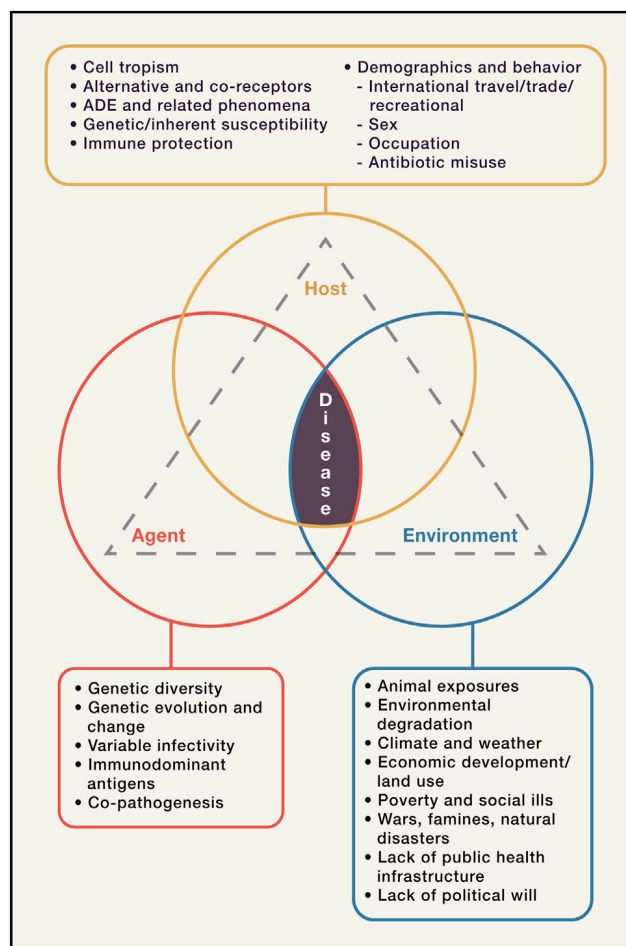 • Cell tropism
• Alternative and co-receptors
• ADE and related phenomena
• Genetic/inherent susceptibility
• Immune protection
• Demographics and behavior
- International travel/trade/
recreational
- Sex
- Occupation
- Antibiotic misuse
Host
Disease
Agent
Environment
• Genetic diversity
• Genetic evolution and
change
• Variable infectivity
• Immunodominant
antigens
• Co-pathogenesis
• Animal exposures
• Environmental
degradation
• Climate and weather
• Economic development/
land use
• Poverty and social ills
• Wars, famines, natural
disasters
• Lack of public health
infrastructure
• Lack of political will